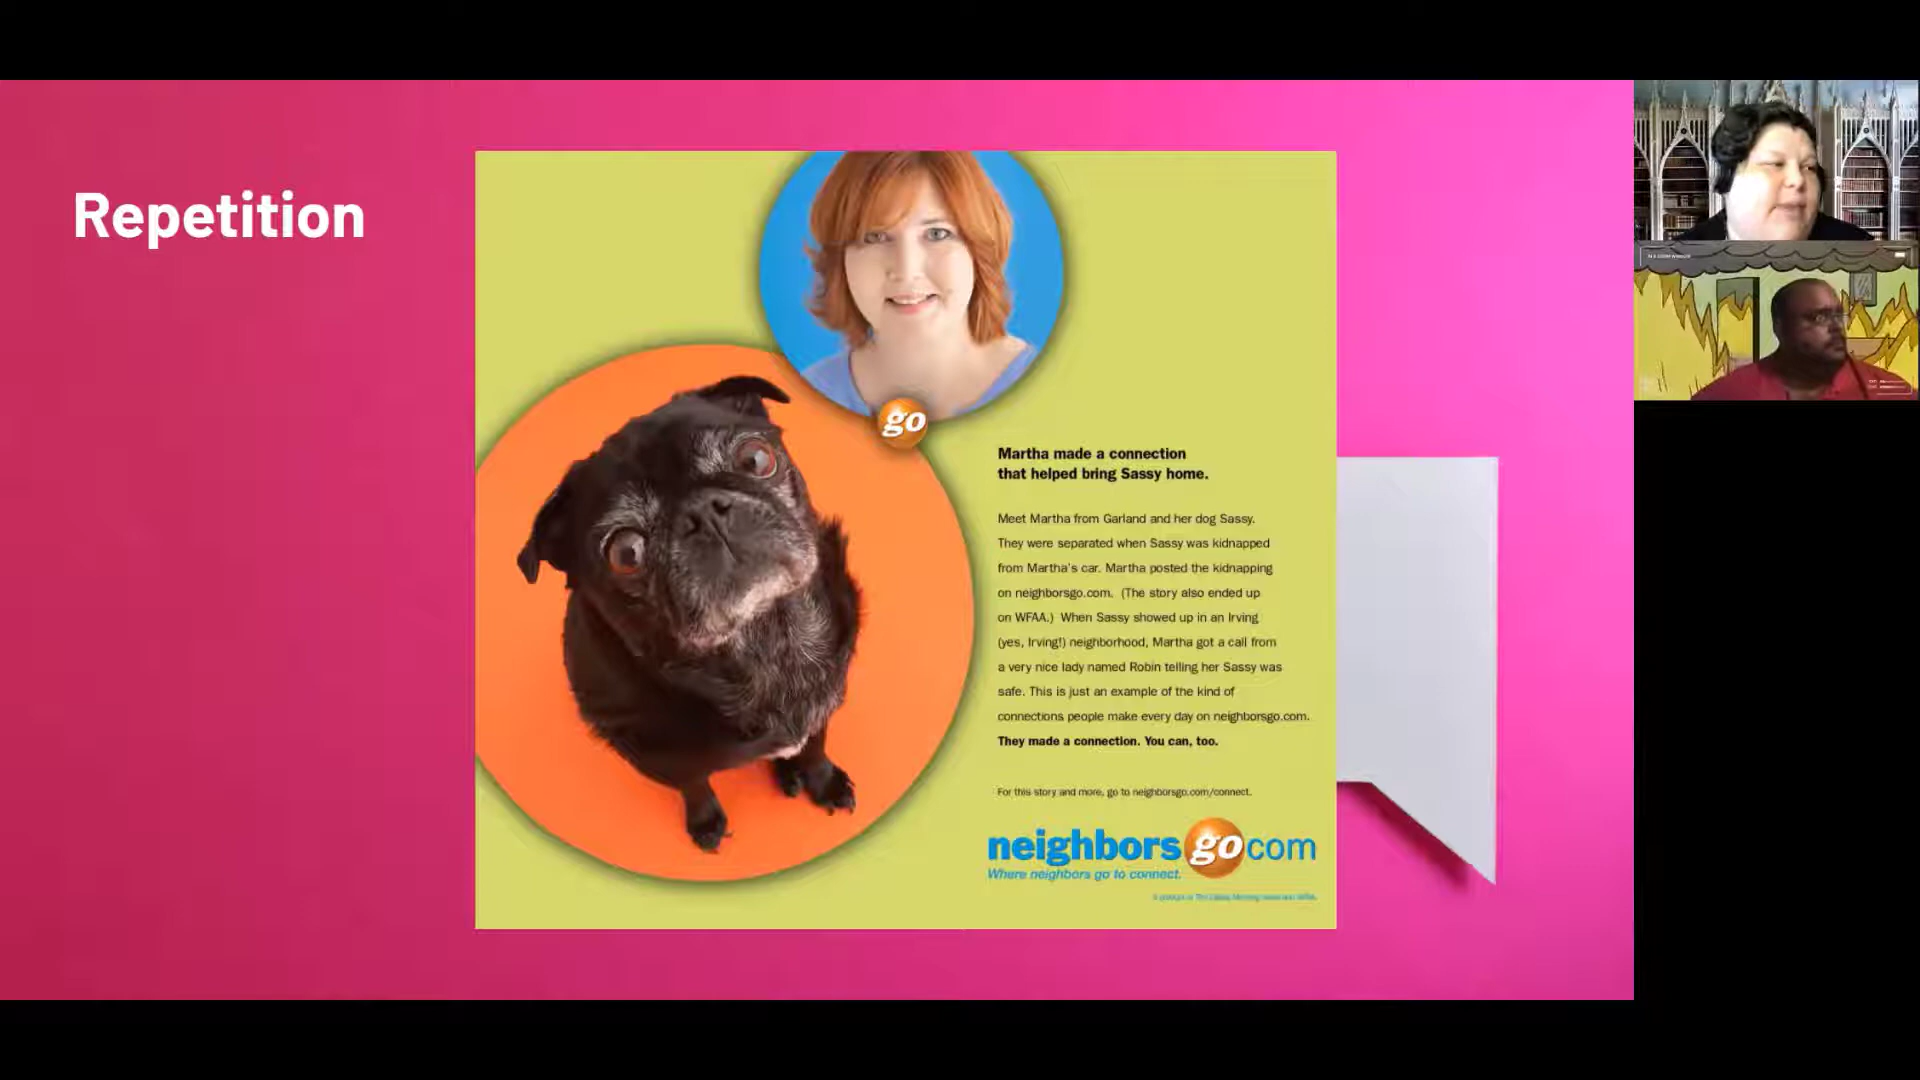 Repetition
go
Martha made a connection
that helped bring Sassy home.
Meet Martha from Garland and her dog Sassy.
They were separated when Sassy was kidnapped
from Martha's car. Martha posted the kidnapping
on neighborsgo.com. (The story also ended up
on WFAA.) When Sassy showed up in an Irving
(yes, Irving!) neighborhood, Martha got a call from
a very nice lady named Robin telling her Sassy was
safe. This is just an example of the kind of
connections people make every day on neighborsgo.com.
They made a connection. You can, too.
For this story and more, go to neighborsgo.com/connect.
neighborsgocom
Where neighbors go to connect.